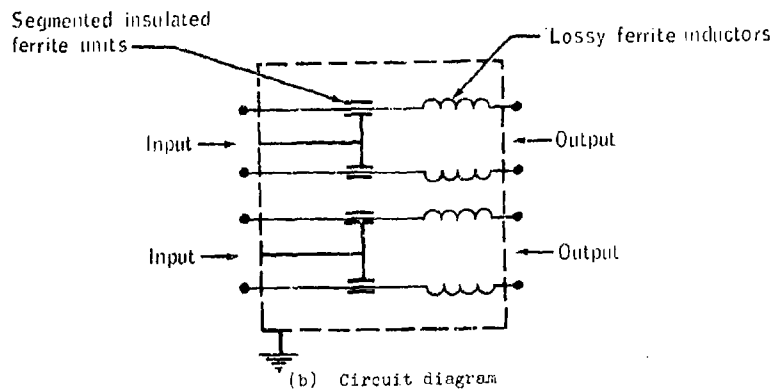 Segmented insulated
ferrite units
Lossy ferrite inductors
Input
Output
Input
Output
(b) Circuit diagram